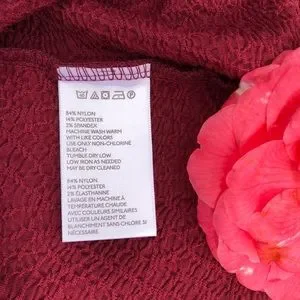 84% NYLON
14% POLYESTER
2% SPANDEX
MACHINE WASH WARM
WITH LIKE COLORS
USE ONLY NON-CHLORINE
BLEACH
TUMBLE DRY LOW
LOW IRON AS NEEDED
MAY BE DRY CLEANED
84% NYLON
14% POLYESTER
2% ÉLASTHANNE
LAVAGE EN MACHINE À
TEMPÉRATURE CHAUDE
AVEC COULEURS SIMILAIRES
UTILISER UN AGENT DE
BLANCHIMENT SANS CHLORE SI
NÉCESSAIRE